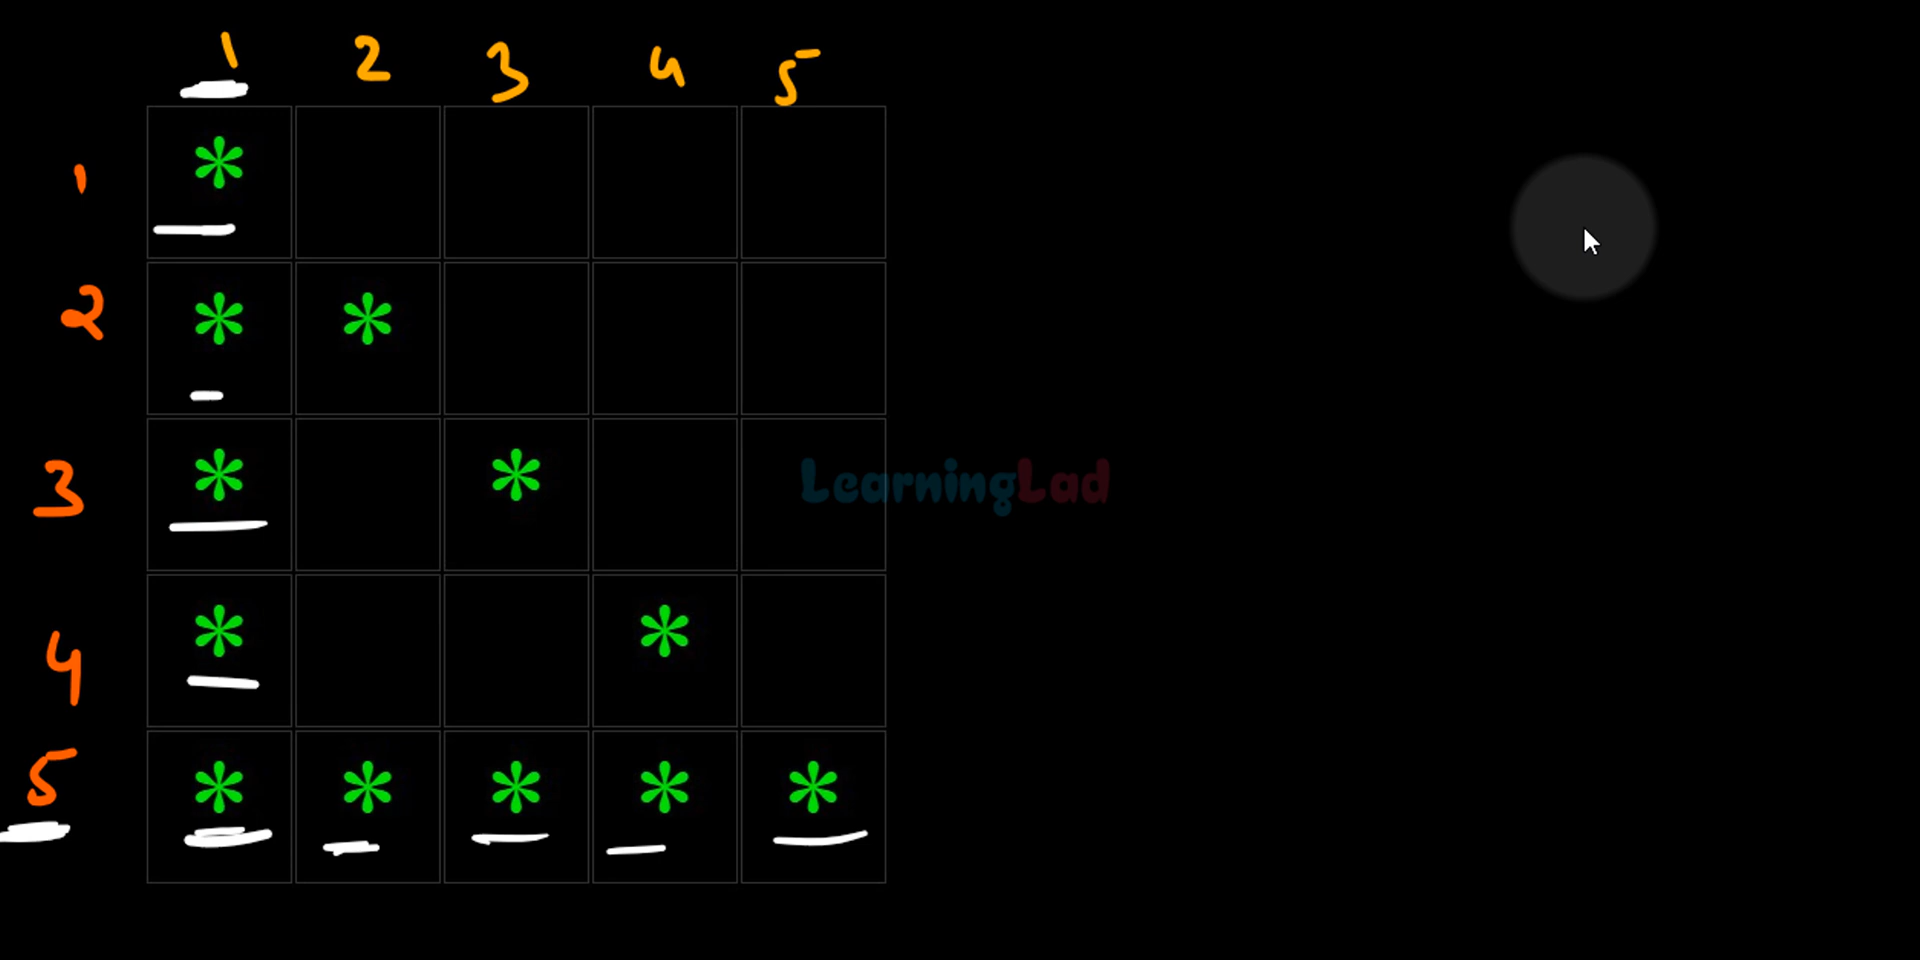 1 2 3 4 5
1 *
2 * *
3 * *
LearningLad
4 * *
5 * * * * *